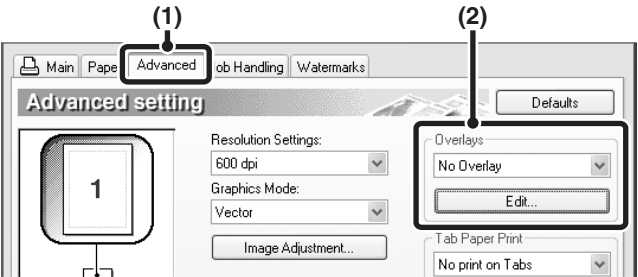 (1) (2)
Main Pape Advanced ob Handling Watermarks
Advanced setting Defaults
Resolution Settings: Overlays
600 dpi No Overlay
1
Graphics Mode: Edit...
Vector
Image Adjustment... Tab Paper Print
No print on Tabs